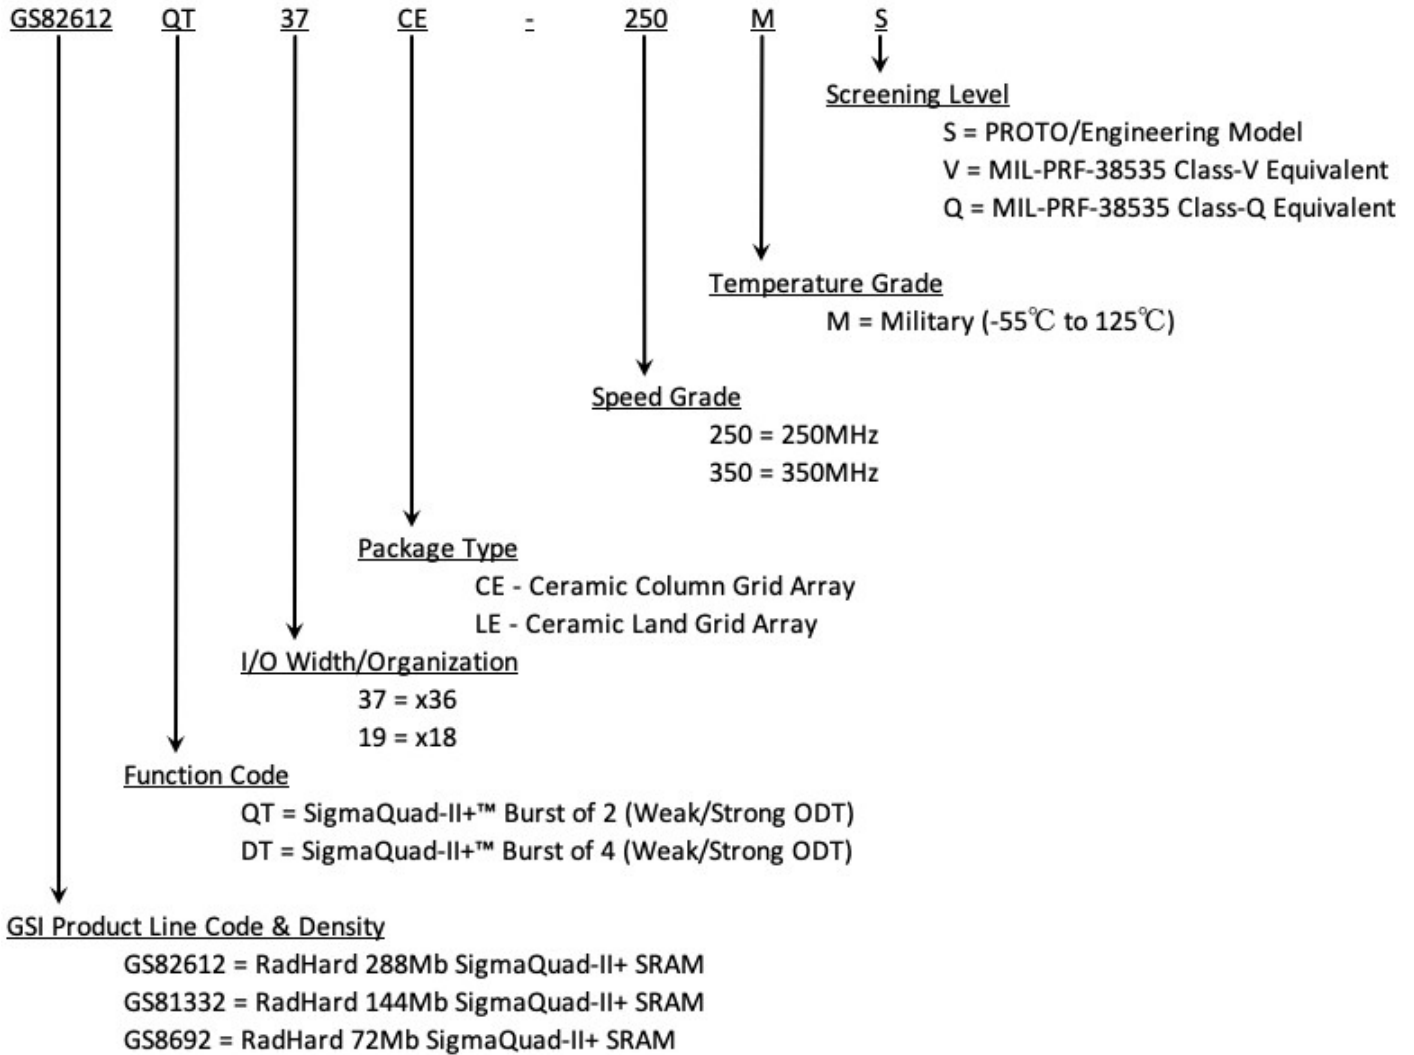 GS82612 QT 37 CE - 250 M S
Screening Level
S = PROTO/Engineering Model
V = MIL-PRF-38535 Class-V Equivalent
Q = MIL-PRF-38535 Class-Q Equivalent
Temperature Grade
M = Military (-55℃ to 125℃)
Speed Grade
250 = 250MHz
350 = 350MHz
Package Type
CE - Ceramic Column Grid Array
LE - Ceramic Land Grid Array
I/O Width/Organization
37 = x36
19 = x18
Function Code
QT = SigmaQuad-II+™ Burst of 2 (Weak/Strong ODT)
DT = SigmaQuad-II+™ Burst of 4 (Weak/Strong ODT)
GSI Product Line Code & Density
GS82612 = RadHard 288Mb SigmaQuad-II+ SRAM
GS81332 = RadHard 144Mb SigmaQuad-II+ SRAM
GS8692 = RadHard 72Mb SigmaQuad-II+ SRAM